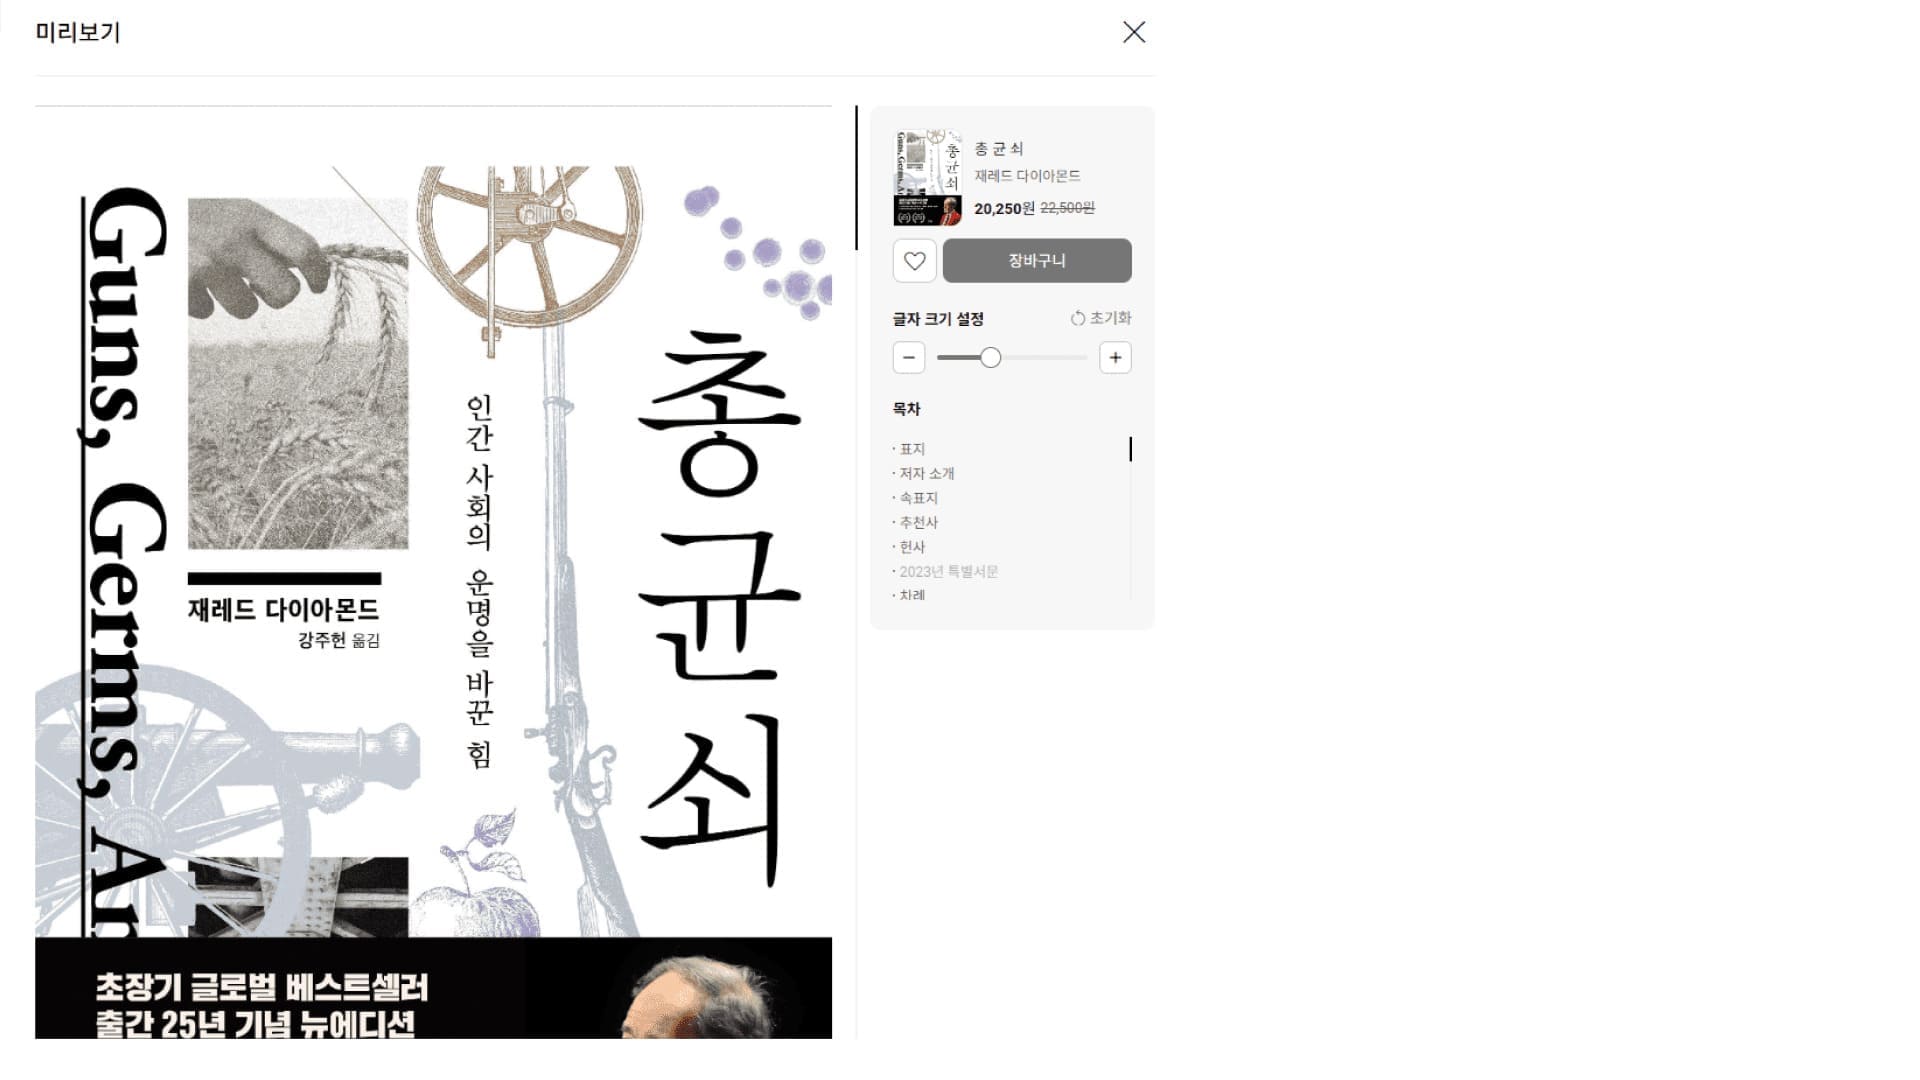 미리보기
Guns, Germs, An
재레드 다이아몬드
강주헌 옮김
인간 사회의 운명을 바꾼 힘
총균쇠
초장기 글로벌 베스트셀러
출간 25년 기념 뉴에디션
총 균 쇠
재레드 다이아몬드
20,250원 22,500원
장바구니
글자 크기 설정 초기화
목차
· 표지
· 저자 소개
· 속표지
· 추천사
· 헌사
· 2023년 특별서문
· 차례